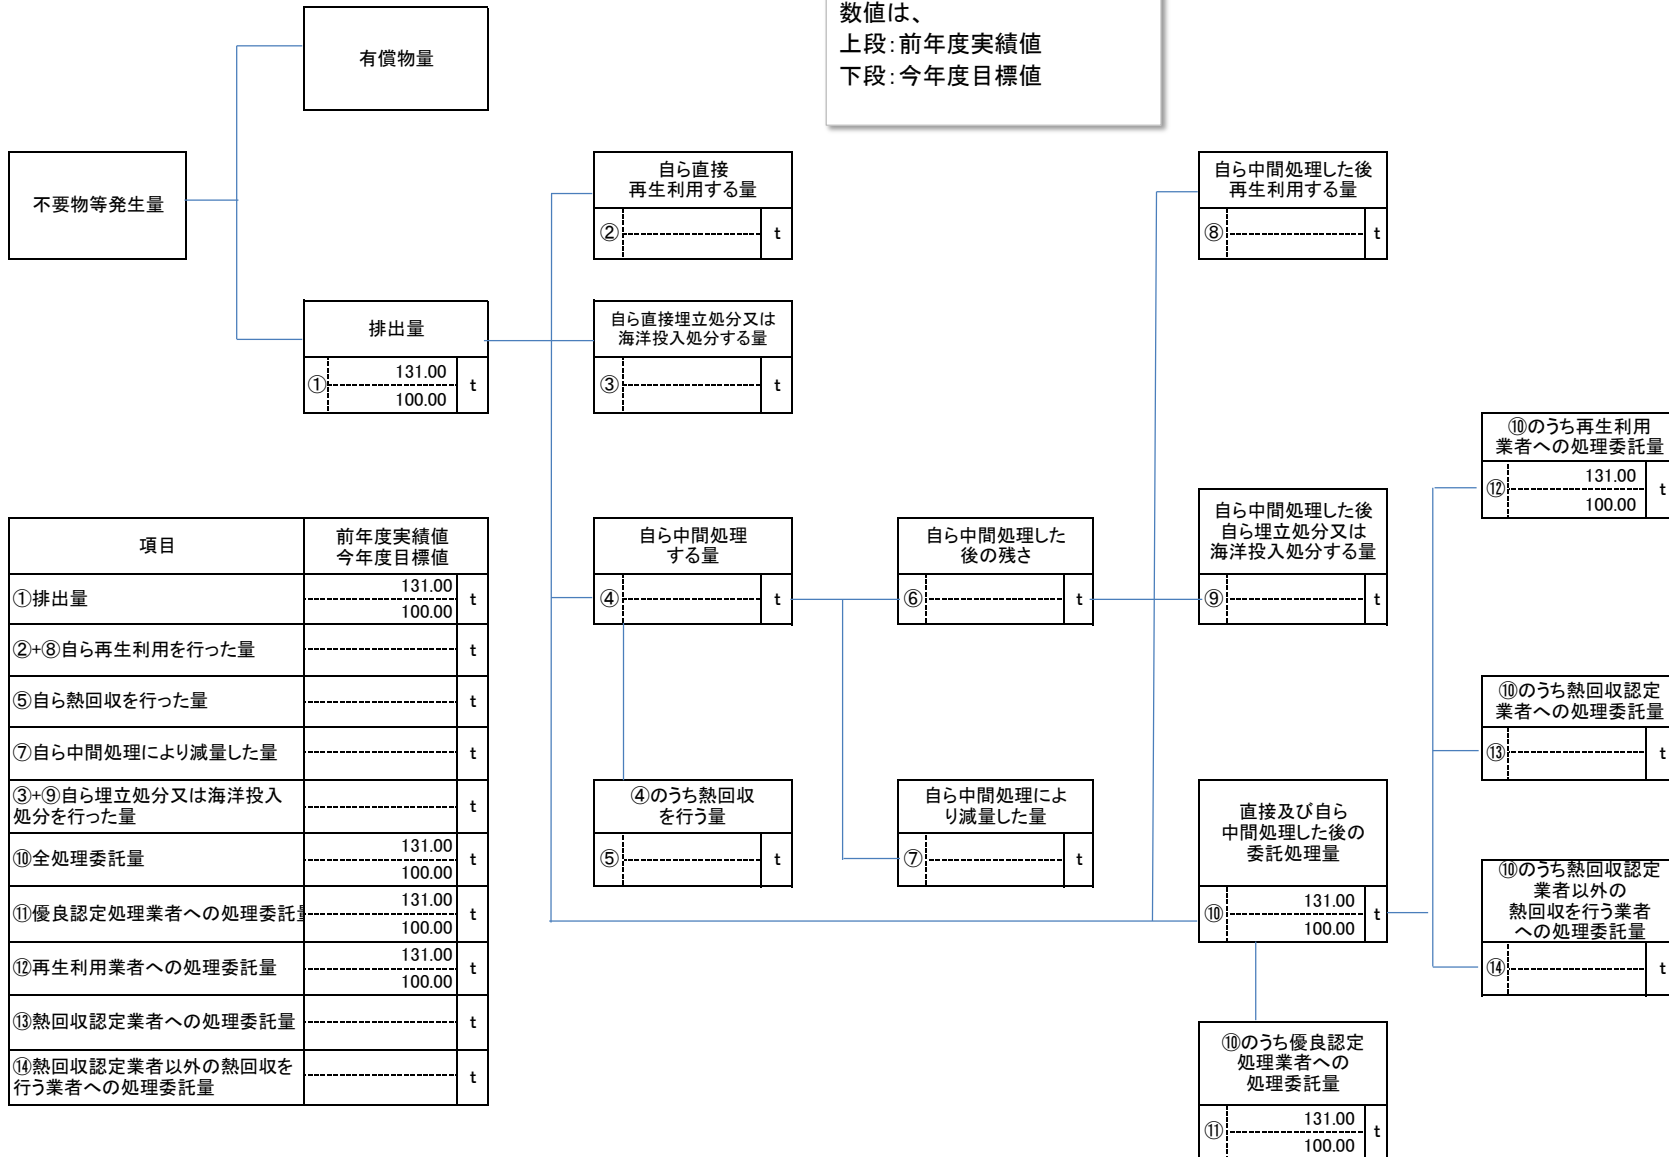 数値は、
上段:前年度実績値
下段:今年度目標値
有償物量
不要物等発生量
排出量
①
131.00
100.00
t
自ら直接
再生利用する量
②
t
自ら直接埋立処分又は
海洋投入処分する量
③
t
自ら中間処理した後
再生利用する量
⑧
t
⑩のうち再生利用
業者への処理委託量
⑫
131.00
100.00
t
自ら中間処理
する量
④
t
自ら中間処理した
後の残さ
⑥
t
自ら中間処理した後
自ら埋立処分又は
海洋投入処分する量
⑨
t
⑩のうち熱回収認定
業者への処理委託量
⑬
t
④のうち熱回収
を行う量
⑤
t
自ら中間処理によ
り減量した量
⑦
t
直接及び自ら
中間処理した後の
委託処理量
⑩
131.00
100.00
t
⑩のうち熱回収認定
業者以外の
熱回収を行う業者
への処理委託量
⑭
t
⑩のうち優良認定
処理業者への
処理委託量
⑪
131.00
100.00
t
項目
前年度実績値
今年度目標値
①排出量
131.00
100.00
t
②+⑧自ら再生利用を行った量
t
⑤自ら熱回収を行った量
t
⑦自ら中間処理により減量した量
t
③+⑨自ら埋立処分又は海洋投入
処分を行った量
t
⑩全処理委託量
131.00
100.00
t
⑪優良認定処理業者への処理委託
131.00
100.00
t
⑫再生利用業者への処理委託量
131.00
100.00
t
⑬熱回収認定業者への処理委託量
t
⑭熱回収認定業者以外の熱回収を
行う業者への処理委託量
t